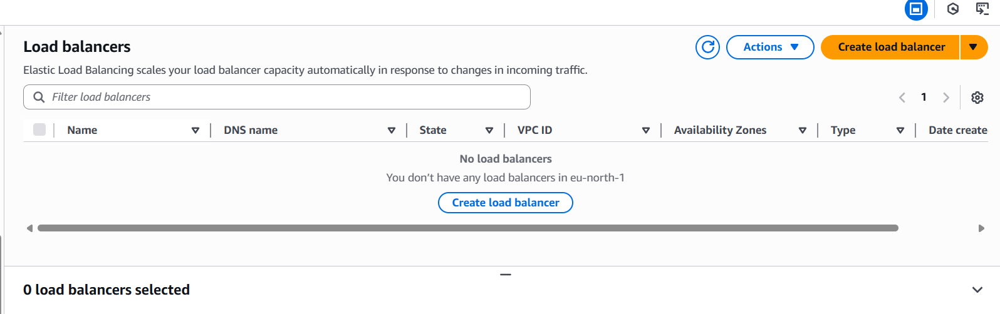 Load balancers
Actions
Create load balancer
Elastic Load Balancing scales your load balancer capacity automatically in response to changes in incoming traffic.
Filter load balancers
1
Name
DNS name
State
VPC ID
Availability Zones
Type
Date create
No load balancers
You don’t have any load balancers in eu-north-1
Create load balancer
0 load balancers selected